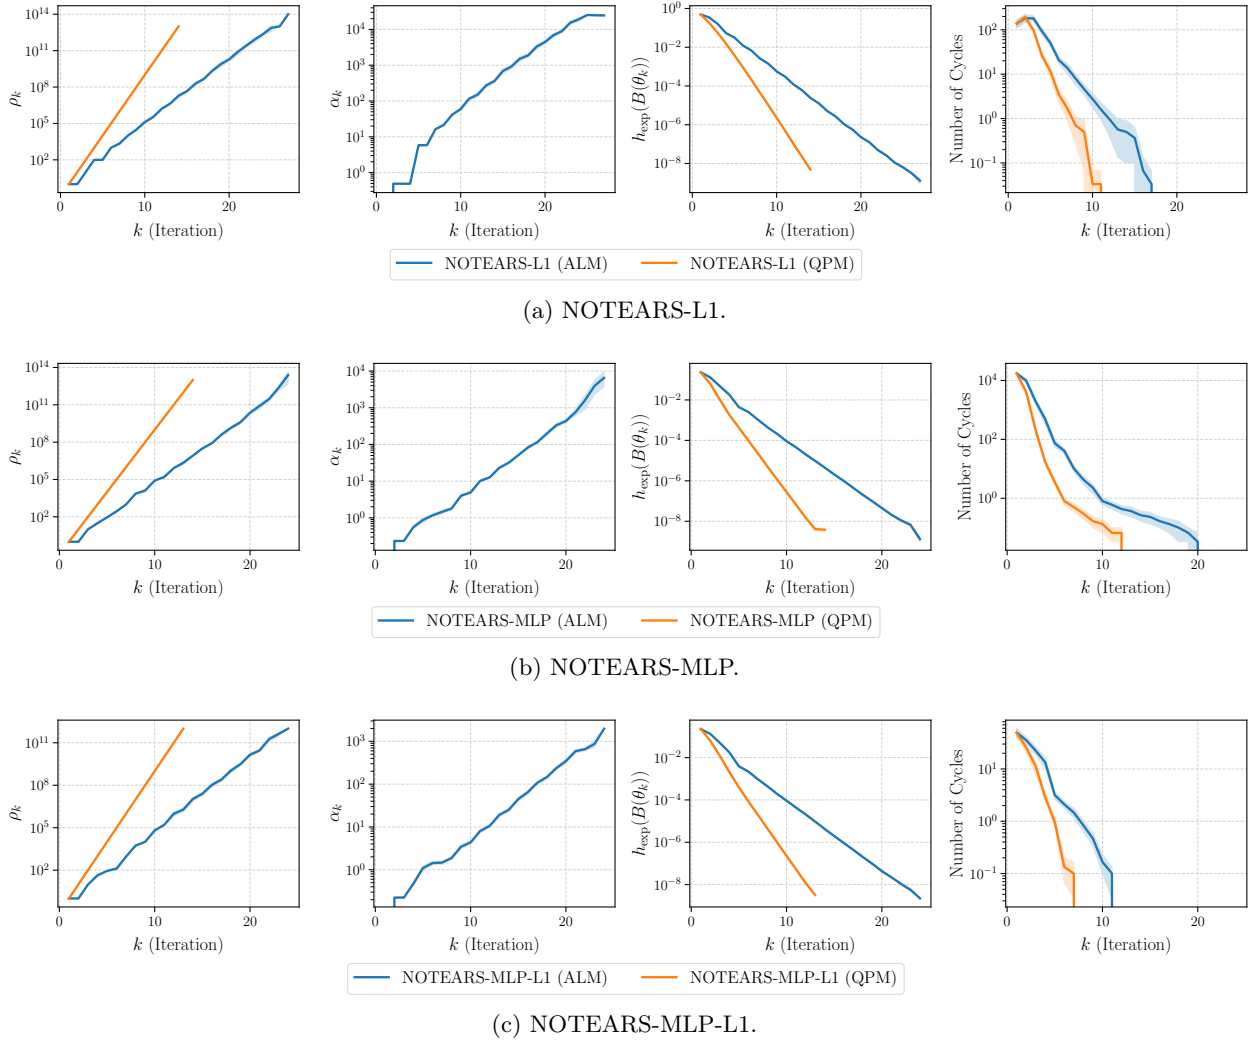 10^14
10^11
10^8
10^5
10^2
ρ_k
0 10 20
k (Iteration)
10^4
10^3
10^2
10^1
10^0
α_k
0 10 20
k (Iteration)
10^0
10^−2
10^−4
10^−6
10^−8
h_exp(B(θ_k))
0 10 20
k (Iteration)
10^2
10^1
10^0
10^−1
Number of Cycles
0 10 20
k (Iteration)
NOTEARS-L1 (ALM) NOTEARS-L1 (QPM)
(a) NOTEARS-L1.
10^14
10^11
10^8
10^5
10^2
ρ_k
0 10 20
k (Iteration)
10^4
10^3
10^2
10^1
10^0
α_k
0 10 20
k (Iteration)
10^−2
10^−4
10^−6
10^−8
h_exp(B(θ_k))
0 10 20
k (Iteration)
10^4
10^2
10^0
Number of Cycles
0 10 20
k (Iteration)
NOTEARS-MLP (ALM) NOTEARS-MLP (QPM)
(b) NOTEARS-MLP.
10^11
10^8
10^5
10^2
ρ_k
0 10 20
k (Iteration)
10^3
10^2
10^1
10^0
α_k
0 10 20
k (Iteration)
10^−2
10^−4
10^−6
10^−8
h_exp(B(θ_k))
0 10 20
k (Iteration)
10^1
10^0
10^−1
Number of Cycles
0 10 20
k (Iteration)
NOTEARS-MLP-L1 (ALM) NOTEARS-MLP-L1 (QPM)
(c) NOTEARS-MLP-L1.